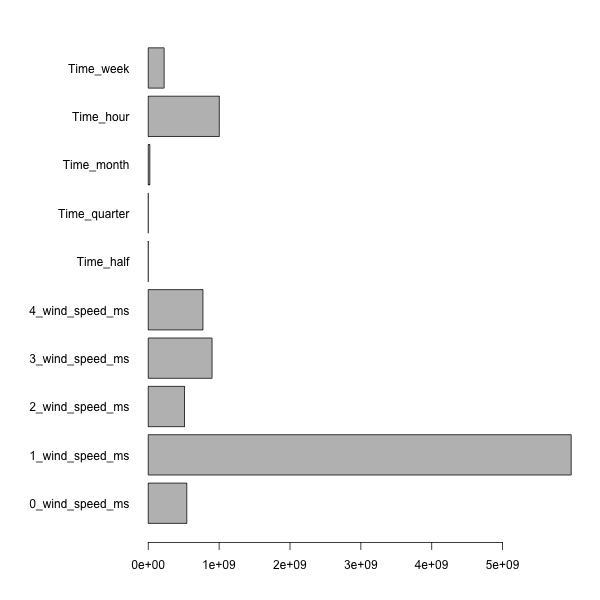 Time_week
Time_hour
Time_month
Time_quarter
Time_half
4_wind_speed_ms
3_wind_speed_ms
2_wind_speed_ms
1_wind_speed_ms
0_wind_speed_ms
0e+00 1e+09 2e+09 3e+09 4e+09 5e+09